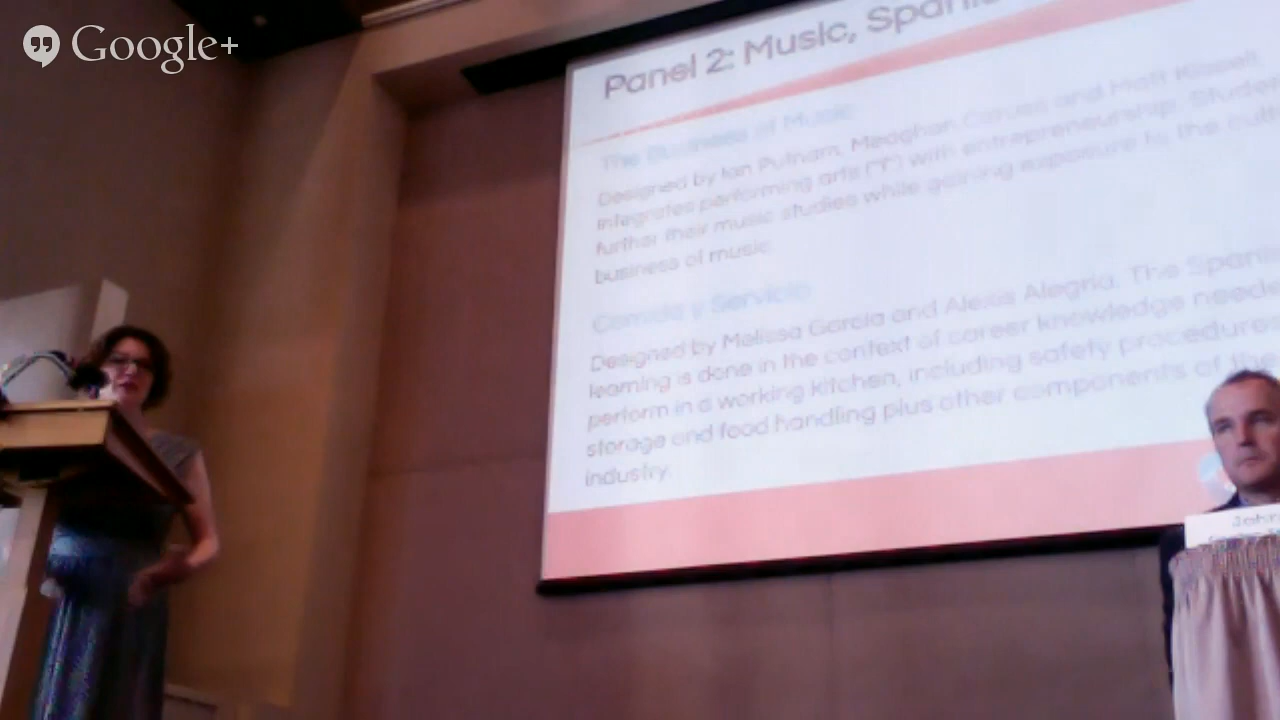 Google+
Panel 2: Music, Spanis
The Business of Music
Designed by Ian Putnam, Meaghan and Matt
integrates performing arts ("F") with entrepreneurship. Studen
further their music studies while gaining exposure to the cult
business of music.
Comida y Servicio
Designed by Melissa Garcia and Alexis Alegria. The Spanis
learning is done in the context of career knowledge neede
perform in a working kitchen, including safety procedures
storage and food handling plus other components of the
industry.
John